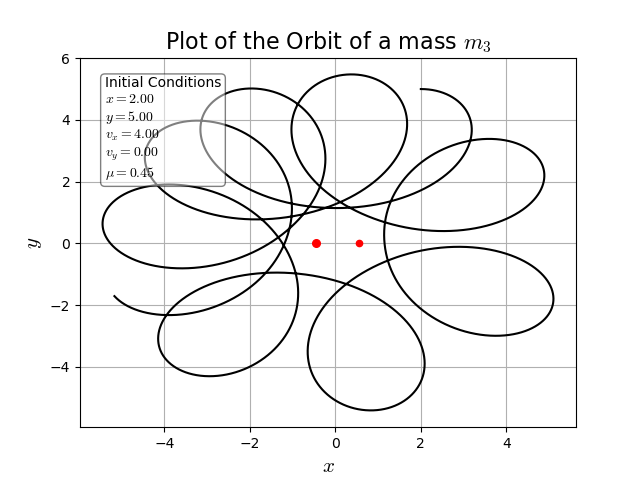 Plot of the Orbit of a mass m₃
Initial Conditions
x = 2.00
y = 5.00
vₓ = 4.00
v_y = 0.00
μ = 0.45
6
4
2
0
−2
−4
y
−4
−2
0
2
4
x